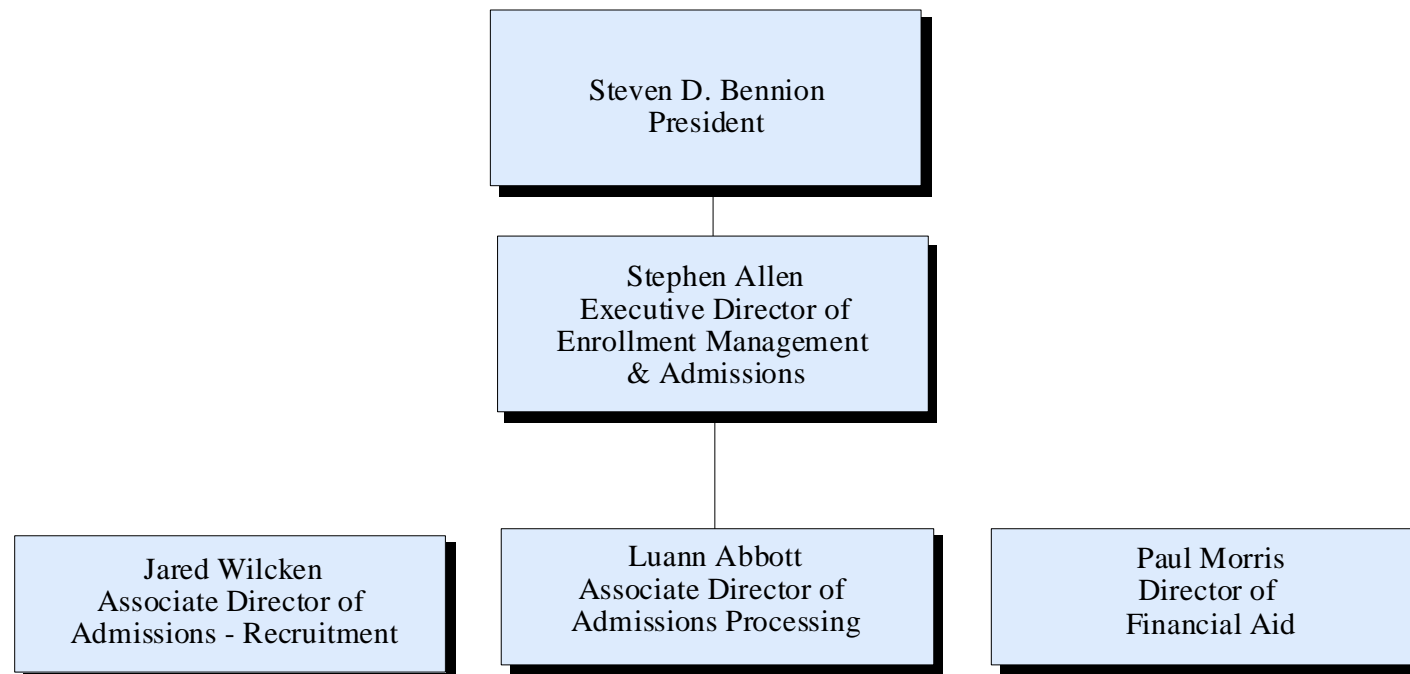 Steven D. Bennion
President
Stephen Allen
Executive Director of
Enrollment Management
& Admissions
Jared Wilcken
Associate Director of
Admissions - Recruitment
Luann Abbott
Associate Director of
Admissions Processing
Paul Morris
Director of
Financial Aid